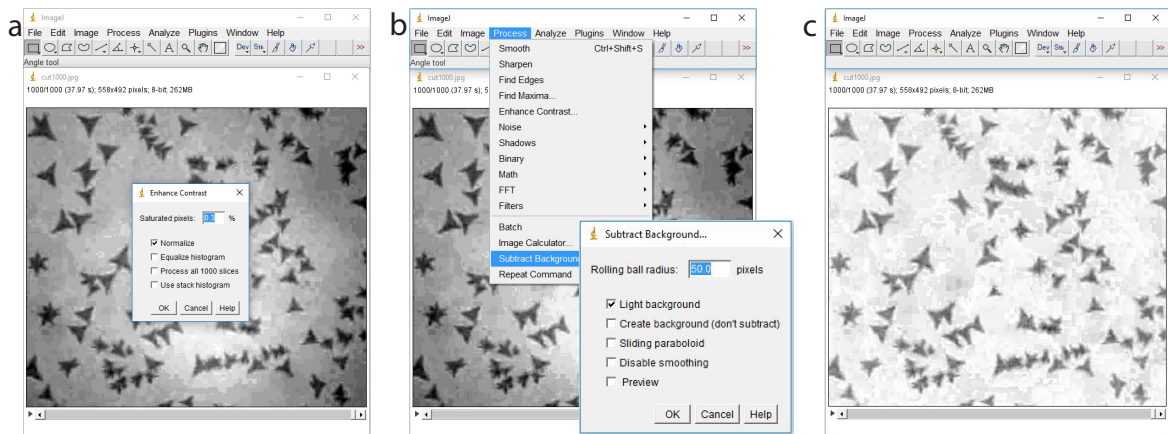 a
ImageJ
File Edit Image Process Analyze Plugins Window Help
Dev Stk >>
Angle tool
cut1000.jpg
1000/1000 (37.97 s); 558x492 pixels; 8-bit; 262MB
Enhance Contrast
Saturated pixels: 0.3 %
Normalize
Equalize histogram
Process all 1000 slices
Use stack histogram
OK Cancel Help
b
ImageJ
File Edit Image Process Analyze Plugins Window Help
Dev Stk >>
Angle tool
cut1000.jpg
1000/1000 (37.97 s); 5
Smooth Ctrl+Shift+S
Sharpen
Find Edges
Find Maxima...
Enhance Contrast...
Noise
Shadows
Binary
Math
FFT
Filters
Batch
Image Calculator...
Subtract Background
Repeat Command
Subtract Background...
Rolling ball radius: 50.0 pixels
Light background
Create background (don't subtract)
Sliding paraboloid
Disable smoothing
Preview
OK Cancel Help
c
ImageJ
File Edit Image Process Analyze Plugins Window Help
Dev Stk >>
cut1000.jpg
1000/1000 (37.97 s); 558x492 pixels; 8-bit; 262MB